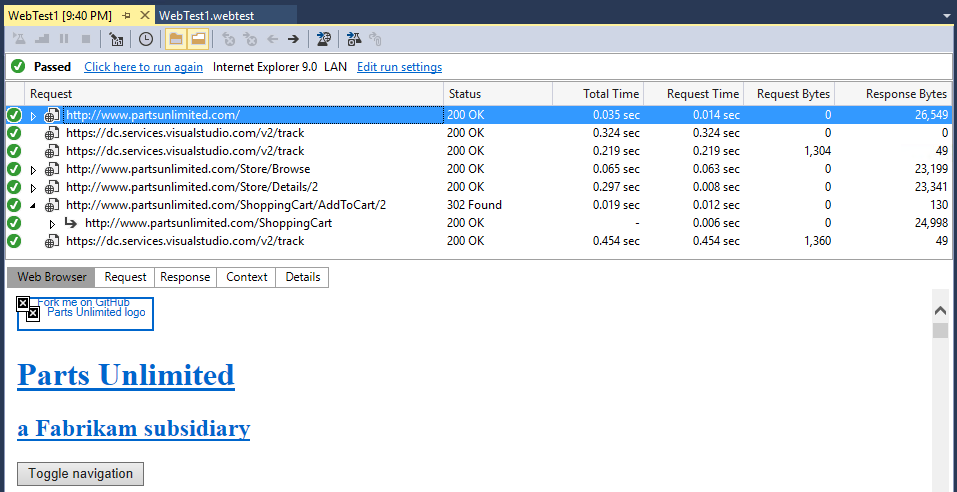 WebTest1 [9:40 PM] WebTest1.webtest
Passed Click here to run again Internet Explorer 9.0 LAN Edit run settings
Request Status Total Time Request Time Request Bytes Response Bytes
http://www.partsunlimited.com/ 200 OK 0.035 sec 0.014 sec 0 26,549
https://dc.services.visualstudio.com/v2/track 200 OK 0.324 sec 0.324 sec 0 0
https://dc.services.visualstudio.com/v2/track 200 OK 0.219 sec 0.219 sec 1,304 49
http://www.partsunlimited.com/Store/Browse 200 OK 0.065 sec 0.063 sec 0 23,199
http://www.partsunlimited.com/Store/Details/2 200 OK 0.297 sec 0.008 sec 0 23,341
http://www.partsunlimited.com/ShoppingCart/AddToCart/2 302 Found 0.019 sec 0.012 sec 0 130
http://www.partsunlimited.com/ShoppingCart 200 OK - 0.006 sec 0 24,998
https://dc.services.visualstudio.com/v2/track 200 OK 0.454 sec 0.454 sec 1,360 49
Web Browser Request Response Context Details
Fork me on GitHub
Parts Unlimited logo
Parts Unlimited
a Fabrikam subsidiary
Toggle navigation